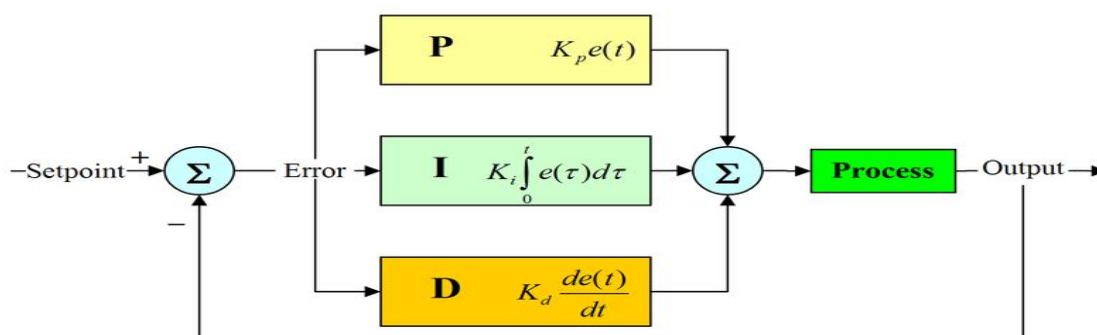 P K_p e(t)
–Setpoint + Σ Error I K_i ∫_0^t e(τ)dτ Σ Process Output
−
D K_d de(t)/dt